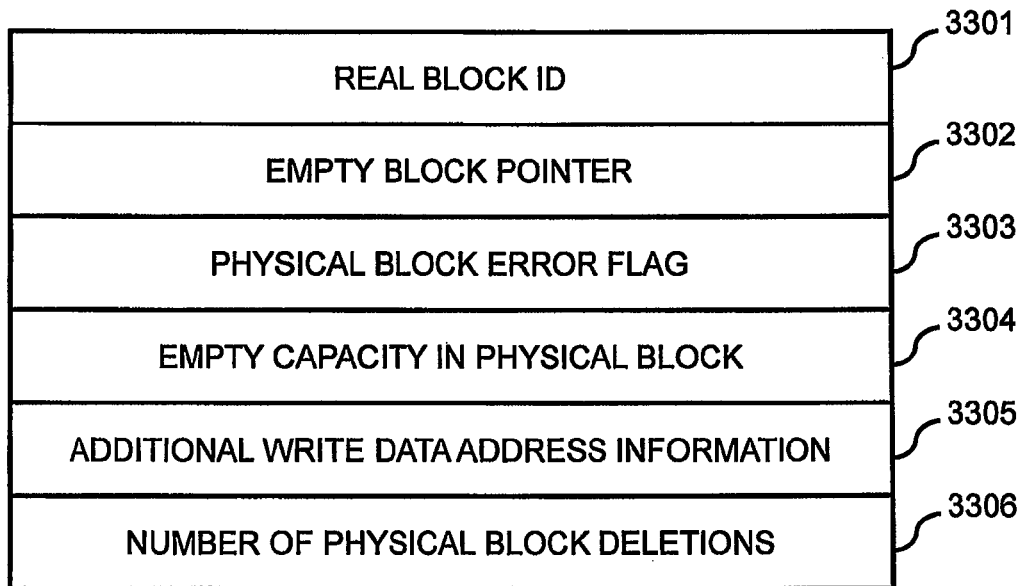 3301
REAL BLOCK ID
3302
EMPTY BLOCK POINTER
3303
PHYSICAL BLOCK ERROR FLAG
3304
EMPTY CAPACITY IN PHYSICAL BLOCK
3305
ADDITIONAL WRITE DATA ADDRESS INFORMATION
3306
NUMBER OF PHYSICAL BLOCK DELETIONS